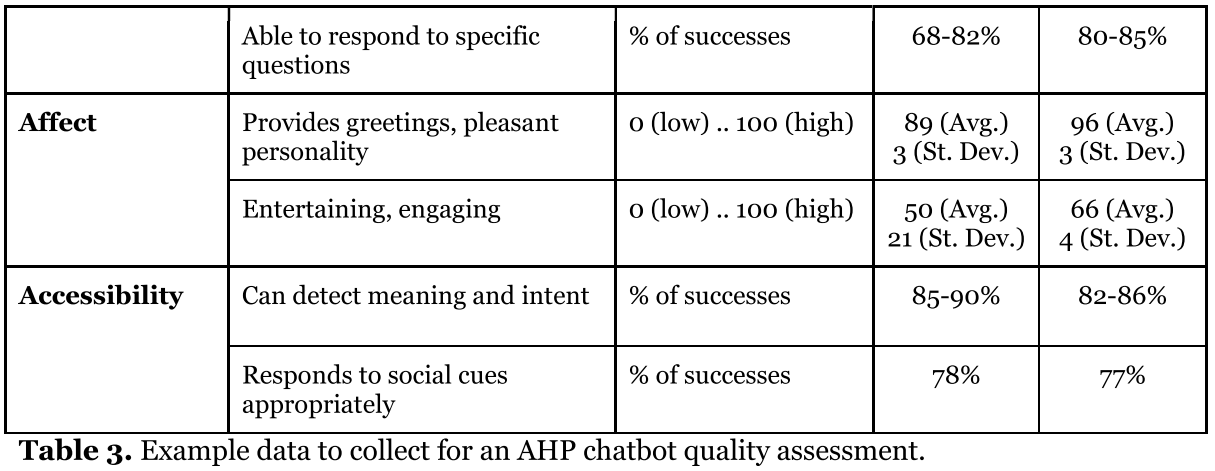 Able to respond to specific questions % of successes 68-82% 80-85%
Affect Provides greetings, pleasant personality 0 (low) .. 100 (high) 89 (Avg.) 3 (St. Dev.) 96 (Avg.) 3 (St. Dev.)
Entertaining, engaging 0 (low) .. 100 (high) 50 (Avg.) 21 (St. Dev.) 66 (Avg.) 4 (St. Dev.)
Accessibility Can detect meaning and intent % of successes 85-90% 82-86%
Responds to social cues appropriately % of successes 78% 77%
Table 3. Example data to collect for an AHP chatbot quality assessment.